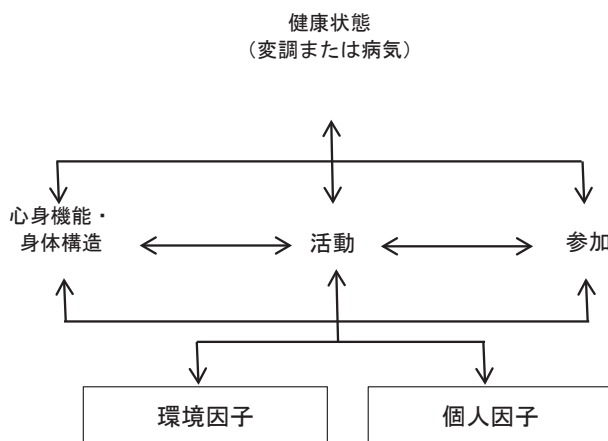 健康状態
（変調または病気）
心身機能・
身体構造
活動
参加
環境因子
個人因子